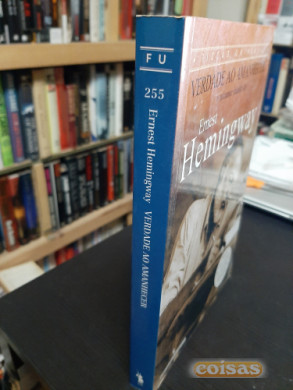 FU
255
Ernest Hemingway
VERDADE AO AMANHECER
VERDADE AO AMANHECER
Ernest
Hemingway
coisas